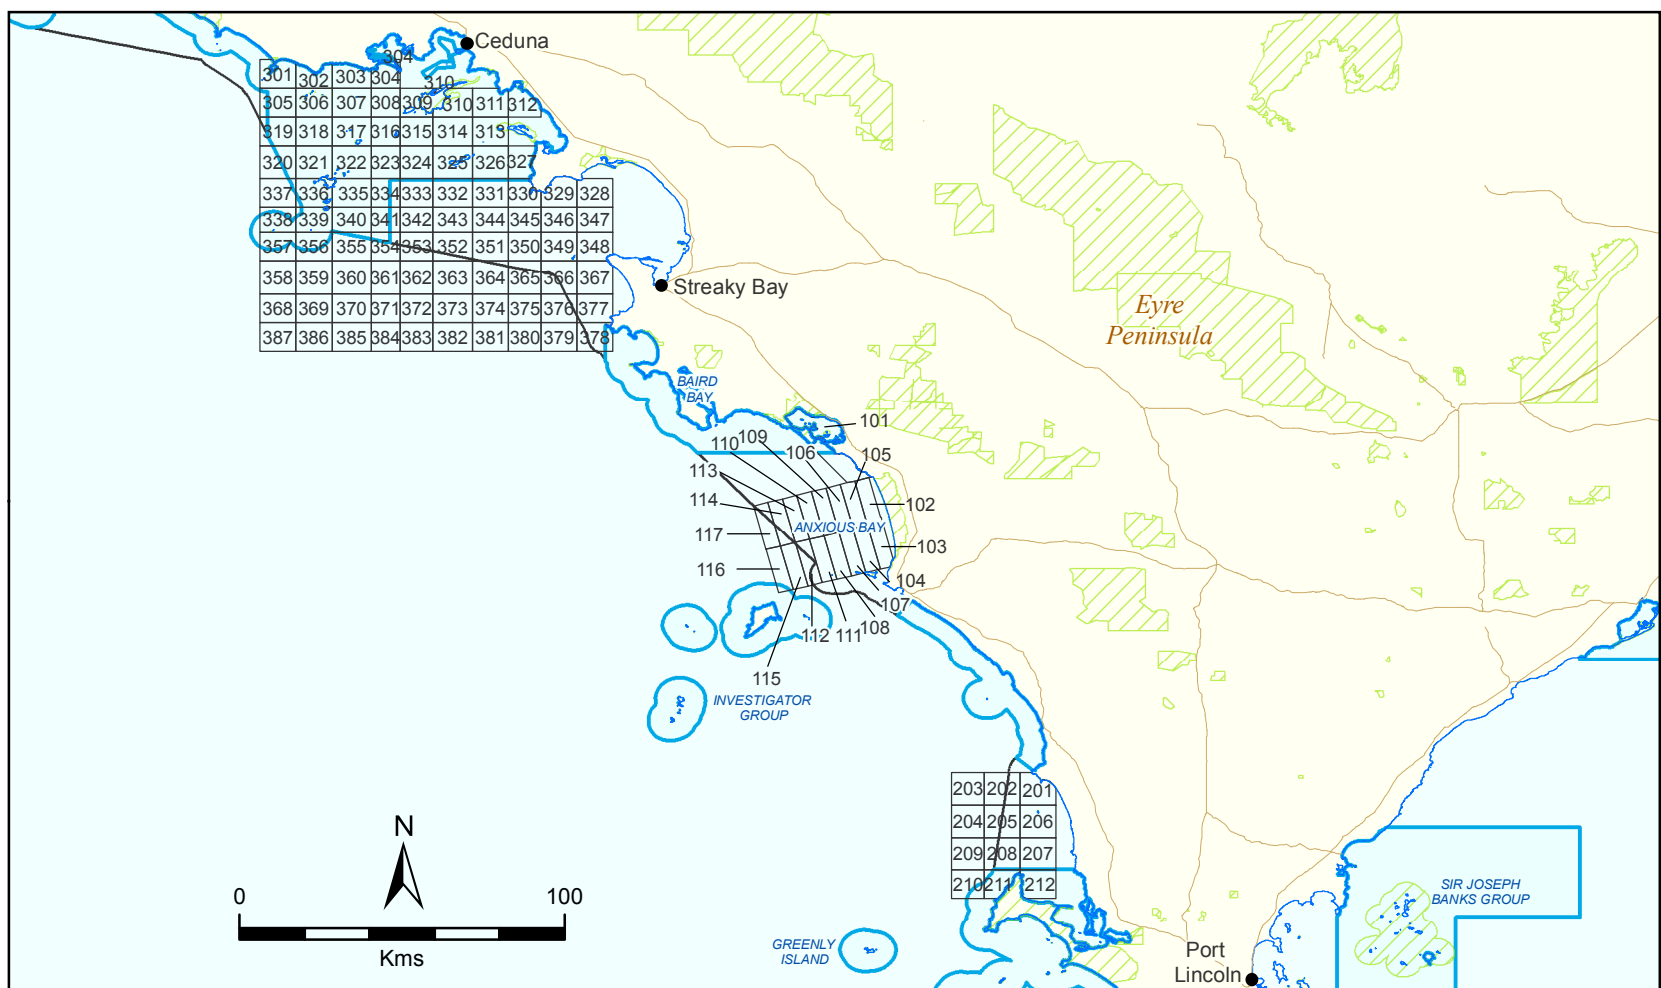 Ceduna
304
301 302 303 304 310
305 306 307 308 309 310 311 312
319 318 317 316 315 314 313
320 321 322 323 324 325 326 327
337 336 335 334 333 332 331 330 329 328
338 339 340 341 342 343 344 345 346 347
357 356 355 354 353 352 351 350 349 348
358 359 360 361 362 363 364 365 366 367
368 369 370 371 372 373 374 375 376 377
387 386 385 384 383 382 381 380 379 378
Streaky Bay
Eyre
Peninsula
BAIRD
BAY
101
110
109
106
105
113
114
102
117
ANXIOUS BAY
103
116
104
107
112
111
108
115
INVESTIGATOR
GROUP
203 202 201
204 205 206
209 208 207
210 211 212
N
0 100
Kms
GREENLY
ISLAND
SIR JOSEPH
BANKS GROUP
Port
Lincoln